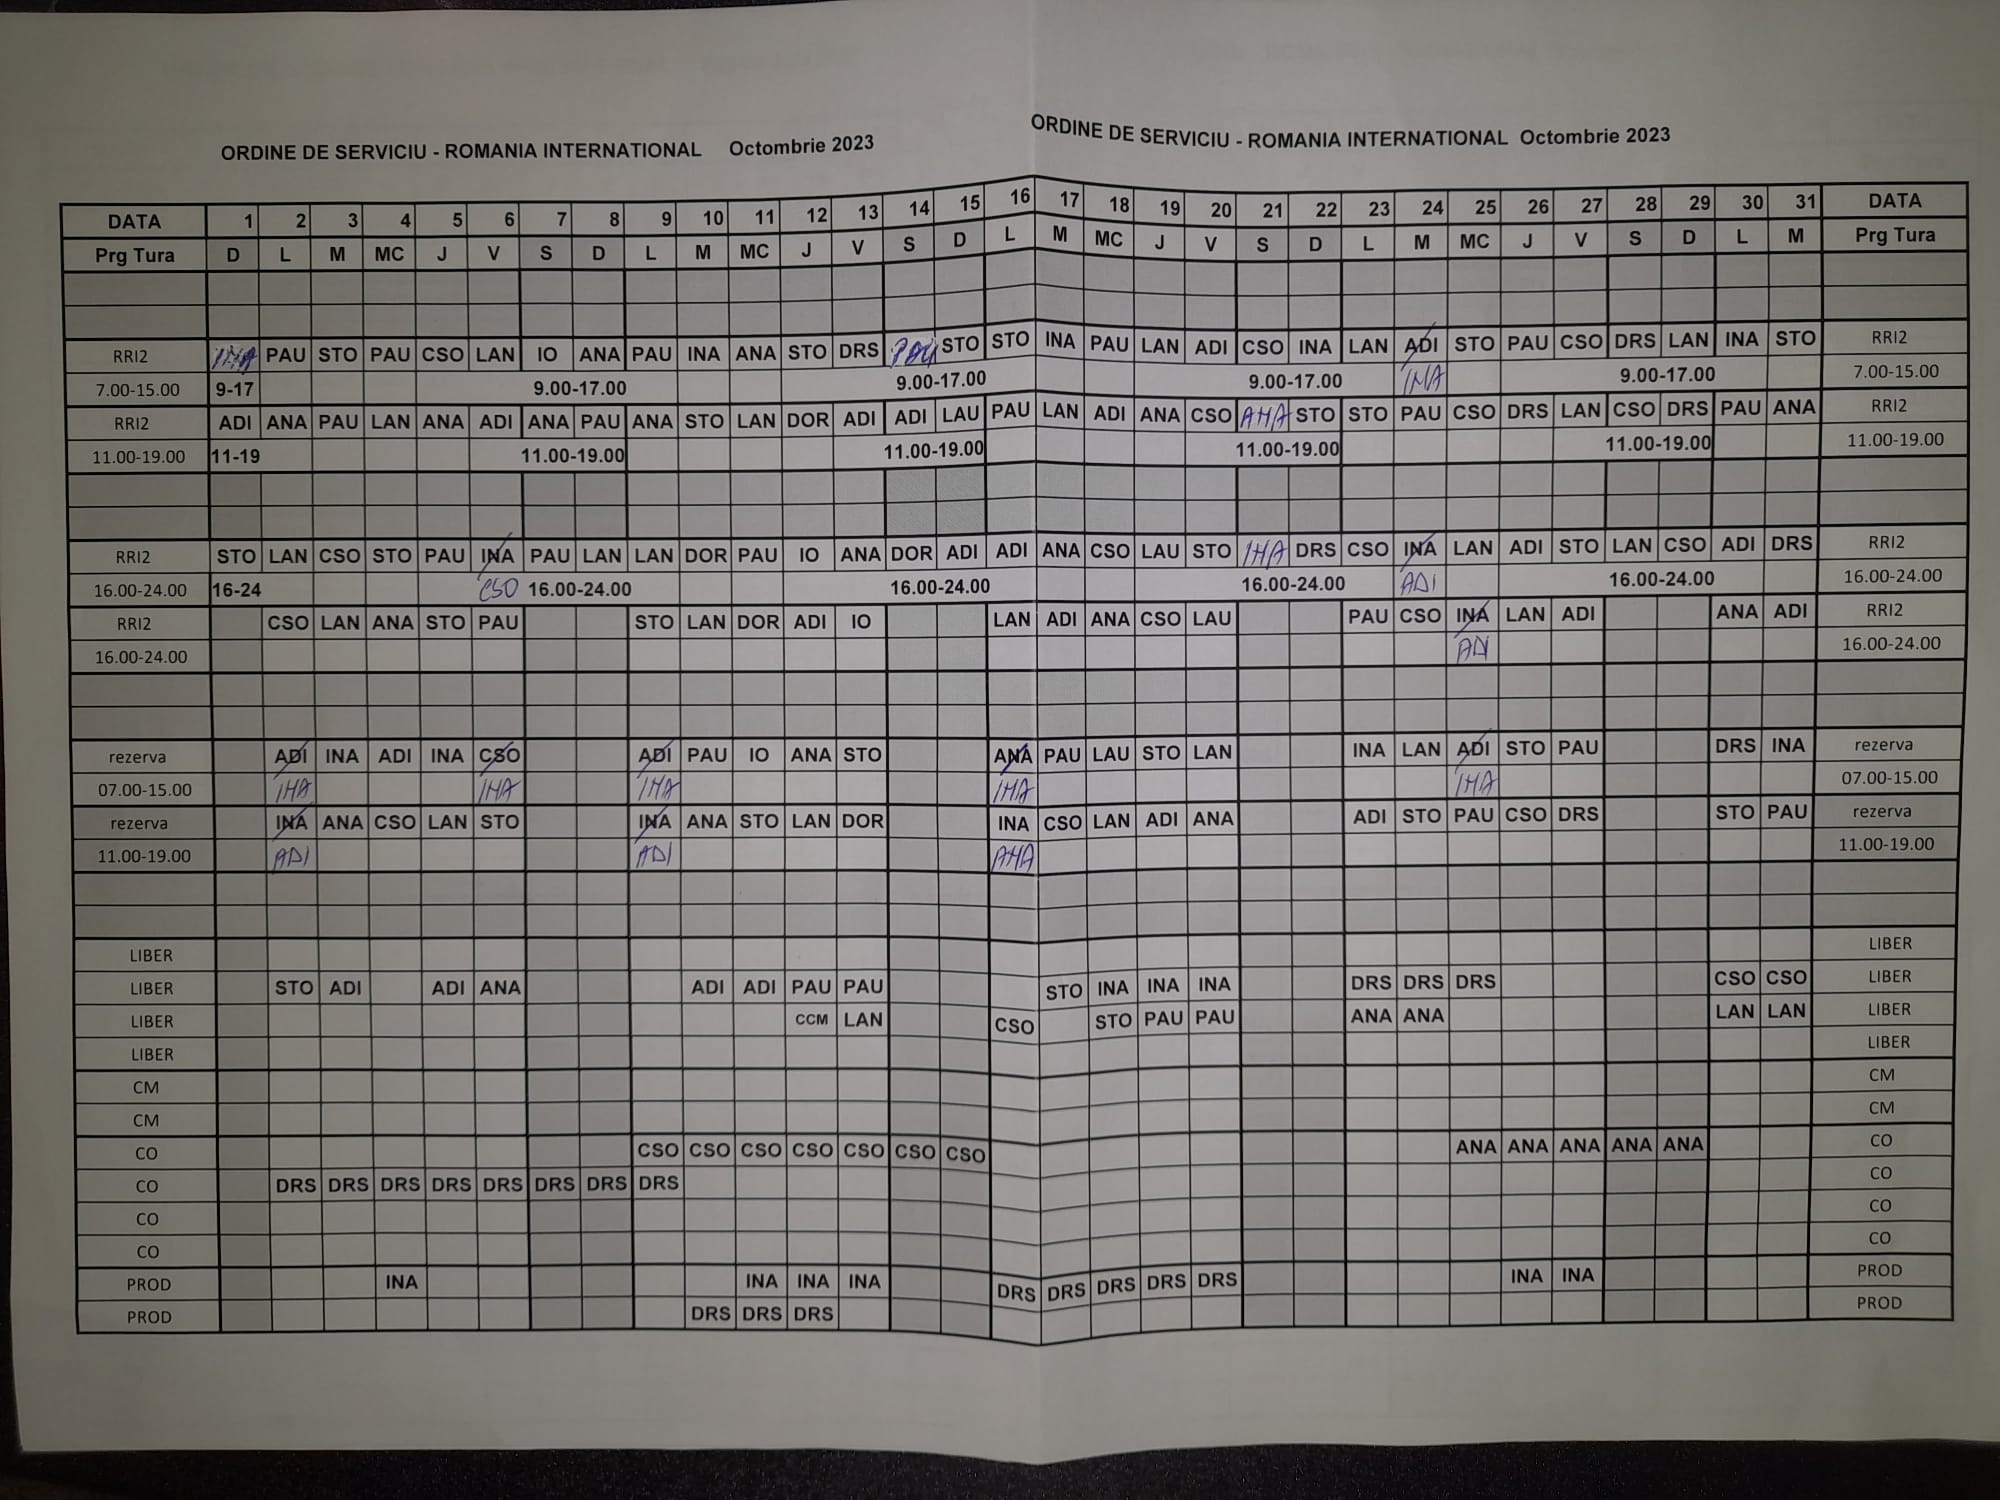 ORDINE DE SERVICIU - ROMANIA INTERNATIONAL Octombrie 2023 ORDINE DE SERVICIU - ROMANIA INTERNATIONAL Octombrie 2023
DATA 1 2 3 4 5 6 7 8 9 10 11 12 13 14 15 16 17 18 19 20 21 22 23 24 25 26 27 28 29 30 31 DATA
Prg Tura D L M MC J V S D L M MC J V S D L M MC J V S D L M MC J V S D L M Prg Tura
RRI2 INA PAU STO PAU CSO LAN IO ANA PAU INA ANA STO DRS PAU STO STO INA PAU LAN ADI CSO INA LAN ADI STO PAU CSO DRS LAN INA STO RRI2
7.00-15.00 9-17 9.00-17.00 9.00-17.00 9.00-17.00 INA 9.00-17.00 7.00-15.00
RRI2 ADI ANA PAU LAN ANA ADI ANA PAU ANA STO LAN DOR ADI ADI LAU PAU LAN ADI ANA CSO ANA STO STO PAU CSO DRS LAN CSO DRS PAU ANA RRI2
11.00-19.00 11-19 11.00-19.00 11.00-19.00 11.00-19.00 11.00-19.00 11.00-19.00
RRI2 STO LAN CSO STO PAU INA PAU LAN LAN DOR PAU IO ANA DOR ADI ADI ANA CSO LAU STO INA DRS CSO INA LAN ADI STO LAN CSO ADI DRS RRI2
16.00-24.00 16-24 CSO 16.00-24.00 16.00-24.00 16.00-24.00 ADI 16.00-24.00 16.00-24.00
RRI2 CSO LAN ANA STO PAU STO LAN DOR ADI IO LAN ADI ANA CSO LAU PAU CSO INA LAN ADI ANA ADI RRI2
16.00-24.00 ADI 16.00-24.00
rezerva ADI INA ADI INA CSO ADI PAU IO ANA STO ANA PAU LAU STO LAN INA LAN ADI STO PAU DRS INA rezerva
07.00-15.00 INA INA INA INA INA 07.00-15.00
rezerva INA ANA CSO LAN STO INA ANA STO LAN DOR INA CSO LAN ADI ANA ADI STO PAU CSO DRS STO PAU rezerva
11.00-19.00 ADI ADI ANA 11.00-19.00
LIBER LIBER
LIBER STO ADI ADI ANA ADI ADI PAU PAU STO INA INA INA DRS DRS DRS CSO CSO LIBER
LIBER CCM LAN CSO STO PAU PAU ANA ANA LAN LAN LIBER
LIBER LIBER
CM CM
CM CM
CO CSO CSO CSO CSO CSO CSO CSO ANA ANA ANA ANA ANA CO
CO DRS DRS DRS DRS DRS DRS DRS DRS CO
CO CO
CO CO
PROD INA INA INA INA DRS DRS DRS DRS DRS INA INA PROD
PROD DRS DRS DRS PROD